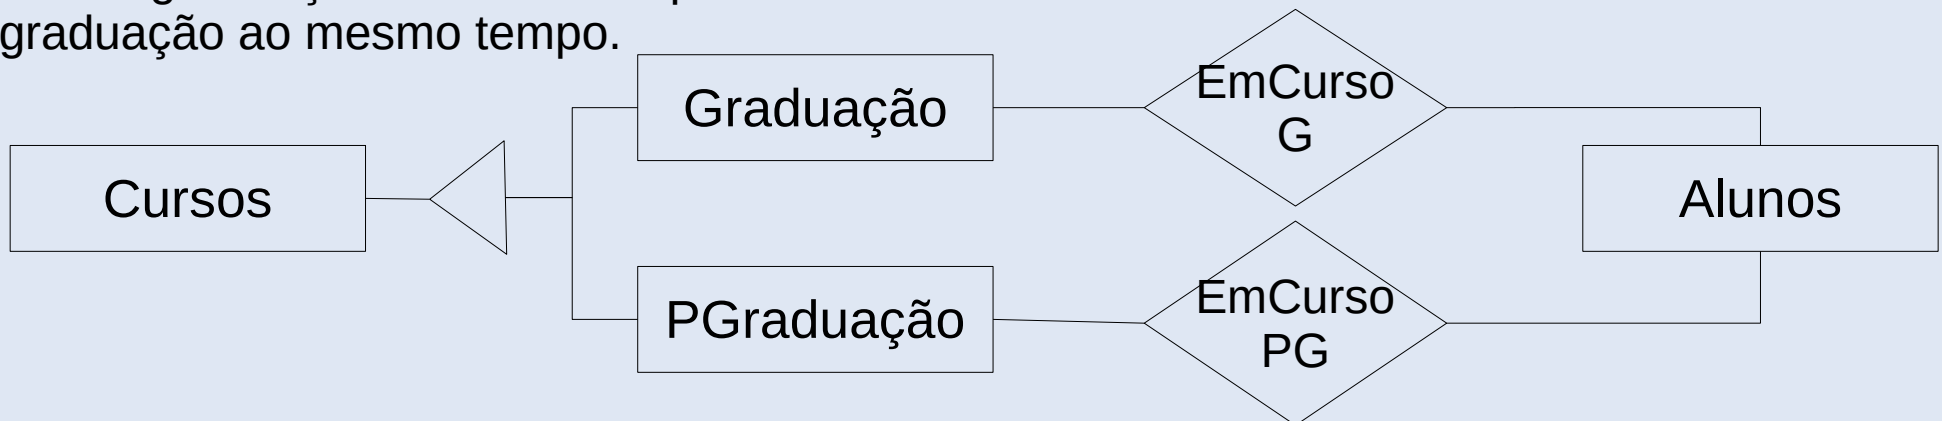 graduação ao mesmo tempo.
Graduação
EmCurso
G
Cursos
Alunos
PGraduação
EmCurso
PG